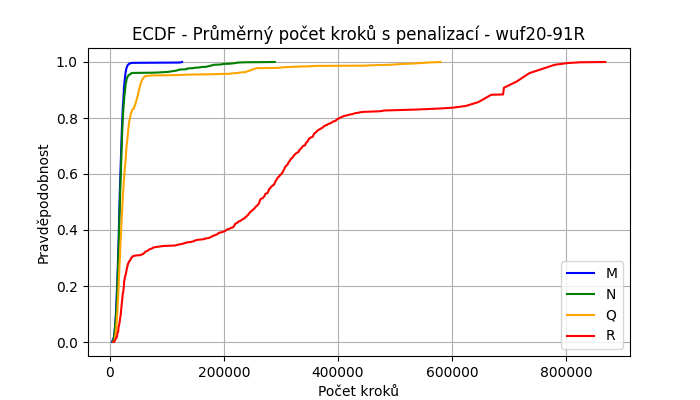 ECDF - Průměrný počet kroků s penalizací - wuf20-91R
Pravděpodobnost
1.0
0.8
0.6
0.4
0.2
0.0
M
N
Q
R
0 200000 400000 600000 800000
Počet kroků